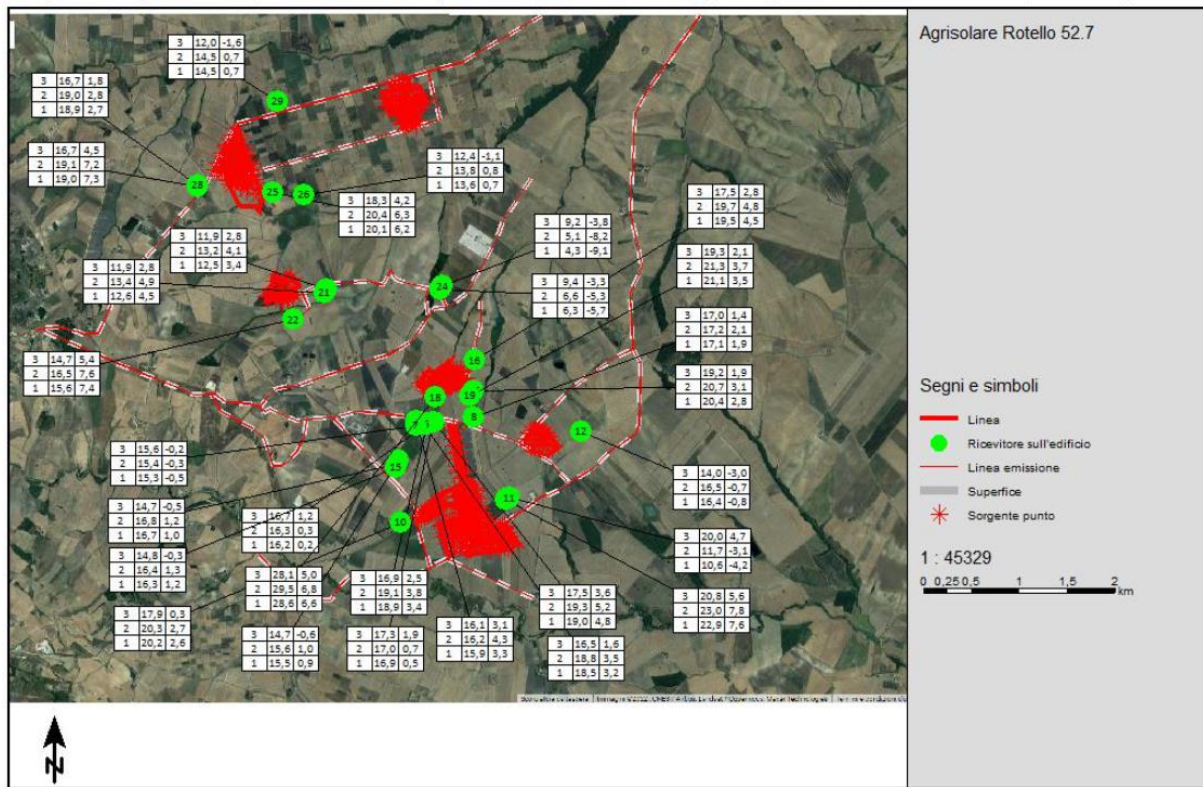 Agrisolare Rotello 52.7
3 12,0 -1,6
2 14,5 0,7
1 14,5 0,7
3 16,7 1,8
2 19,0 2,8
1 18,9 2,7
29
3 16,7 4,5
2 19,1 7,2
1 19,0 7,3
3 12,4 -1,1
2 13,8 0,8
1 13,6 0,7
28
25
26
3 18,3 4,2
2 20,4 6,3
1 20,1 6,2
3 17,5 2,8
2 19,7 4,8
1 19,5 4,5
3 9,2 -3,8
2 5,1 -8,2
1 4,3 -9,1
3 11,9 2,8
2 13,2 4,1
1 12,5 3,4
3 19,3 2,1
2 21,3 3,7
1 21,1 3,5
3 11,9 2,8
2 13,4 4,9
1 12,6 4,5
21
24
3 9,4 -3,3
2 6,6 -5,3
1 6,3 -5,7
22
3 17,0 1,4
2 17,2 2,1
1 17,1 1,9
3 14,7 5,4
2 16,5 7,6
1 15,6 7,4
16
3 19,2 1,9
2 20,7 3,1
1 20,4 2,8
18
19
8
7
12
3 15,6 -0,2
2 15,4 -0,3
1 15,3 -0,5
15
3 14,0 -3,0
2 16,5 -0,7
1 16,4 -0,8
11
3 14,7 -0,5
2 16,8 1,2
1 16,7 1,0
3 16,7 1,2
2 16,3 0,3
1 16,2 0,2
10
3 20,0 4,7
2 11,7 -3,1
1 10,6 -4,2
3 14,8 -0,3
2 16,4 1,3
1 16,3 1,2
3 28,1 5,0
2 29,5 6,8
1 28,6 6,6
3 16,9 2,5
2 19,1 3,8
1 18,9 3,4
3 17,5 3,6
2 19,3 5,2
1 19,0 4,8
3 20,8 5,6
2 23,0 7,8
1 22,9 7,6
3 17,9 0,3
2 20,3 2,7
1 20,2 2,6
3 14,7 -0,6
2 15,6 1,0
1 15,5 0,9
3 17,3 1,9
2 17,0 0,7
1 16,9 0,5
3 16,1 3,1
2 16,2 4,3
1 15,9 3,3
3 16,5 1,6
2 18,8 3,5
1 18,5 3,2
Segni e simboli
Linea
Ricevitore sull'edificio
Linea emissione
Superfice
Sorgente punto
1 : 45329
0 0,25 0,5 1 1,5 2
km
N